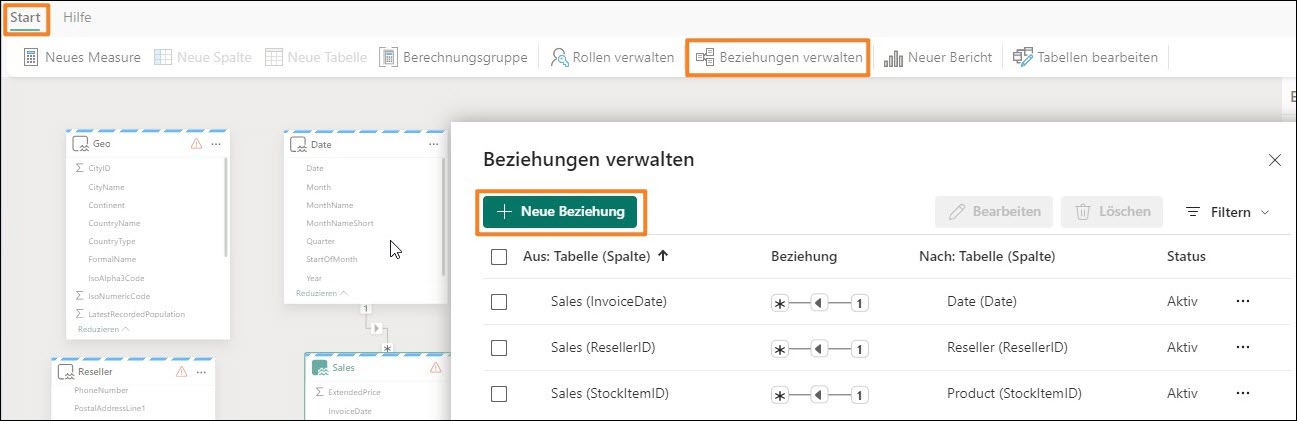 Start Hilfe
Neues Measure Neue Spalte Neue Tabelle Berechnungsgruppe Rollen verwalten Beziehungen verwalten Neuer Bericht Tabellen bearbeiten
Geo
CityID
CityName
Continent
CountryName
CountryType
FormalName
IsoAlpha3Code
IsoNumericCode
LatestRecordedPopulation
Reduzieren
Date
Date
Month
MonthName
MonthNameShort
Quarter
StartOfMonth
Year
Reduzieren
1
*
Reseller
PhoneNumber
PostalAddressLine1
Sales
ExtendedPrice
InvoiceDate
Beziehungen verwalten
Neue Beziehung Bearbeiten Löschen Filtern
Aus: Tabelle (Spalte) Beziehung Nach: Tabelle (Spalte) Status
Sales (InvoiceDate) * 1 Date (Date) Aktiv
Sales (ResellerID) * 1 Reseller (ResellerID) Aktiv
Sales (StockItemID) * 1 Product (StockItemID) Aktiv